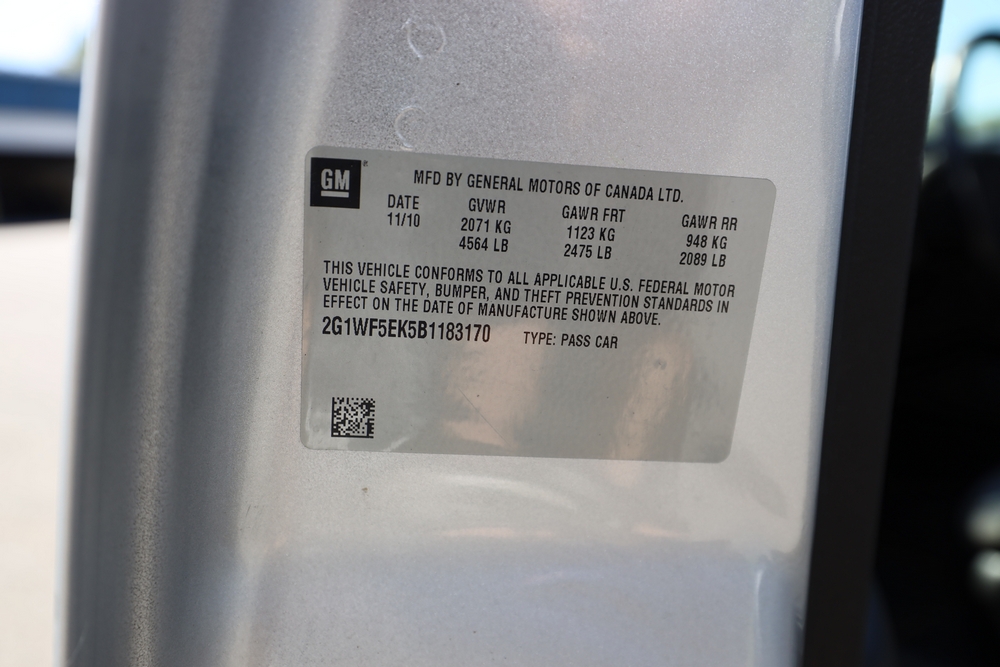 GM
MFD BY GENERAL MOTORS OF CANADA LTD.
DATE GVWR GAWR FRT GAWR RR
11/10 2071 KG 1123 KG 948 KG
4564 LB 2475 LB 2089 LB
THIS VEHICLE CONFORMS TO ALL APPLICABLE U.S. FEDERAL MOTOR
VEHICLE SAFETY, BUMPER, AND THEFT PREVENTION STANDARDS IN
EFFECT ON THE DATE OF MANUFACTURE SHOWN ABOVE.
2G1WF5EK5B1183170 TYPE: PASS CAR